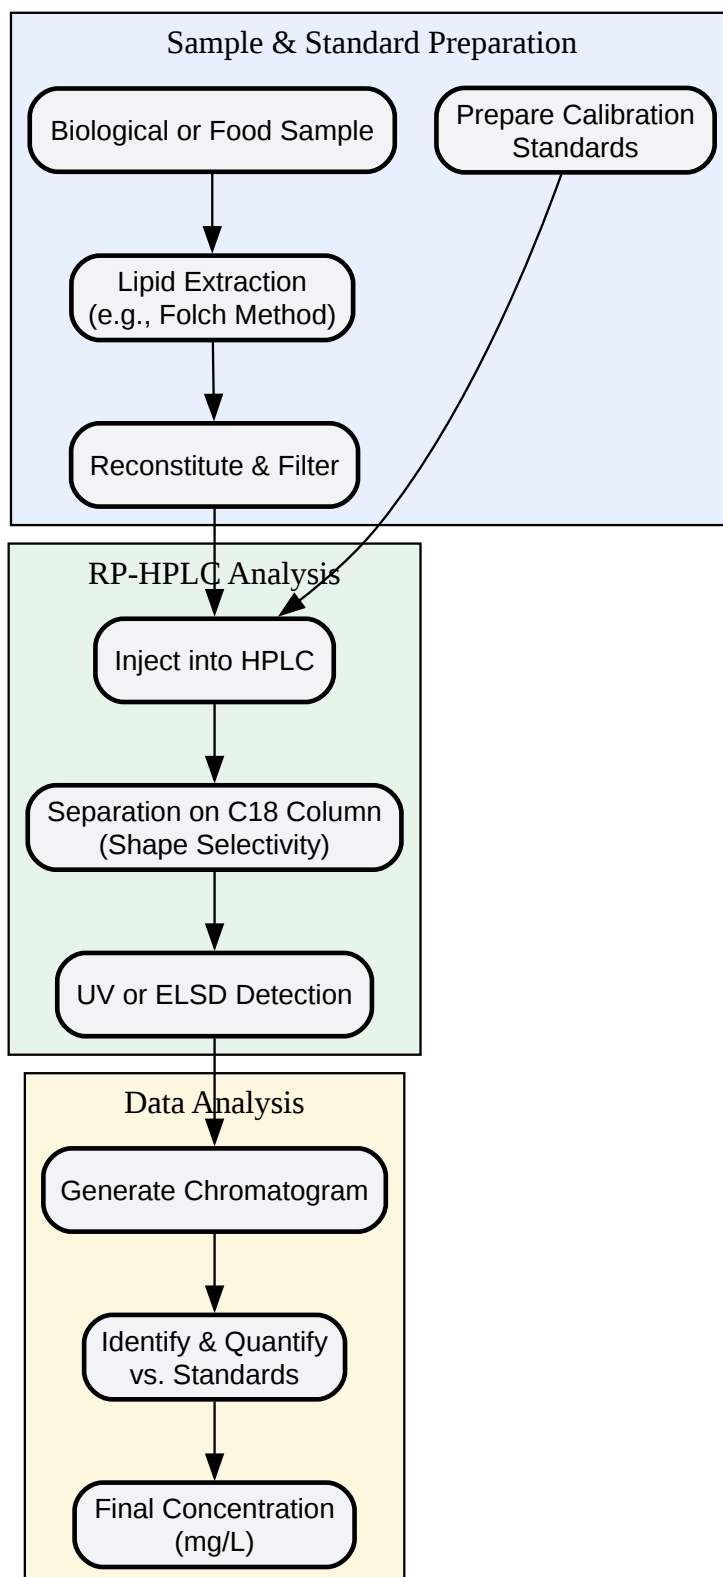 Sample & Standard Preparation
Biological or Food Sample
Prepare Calibration
Standards
Lipid Extraction
(e.g., Folch Method)
Reconstitute & Filter
RP-HPLC Analysis
Inject into HPLC
Separation on C18 Column
(Shape Selectivity)
UV or ELSD Detection
Data Analysis
Generate Chromatogram
Identify & Quantify
vs. Standards
Final Concentration
(mg/L)